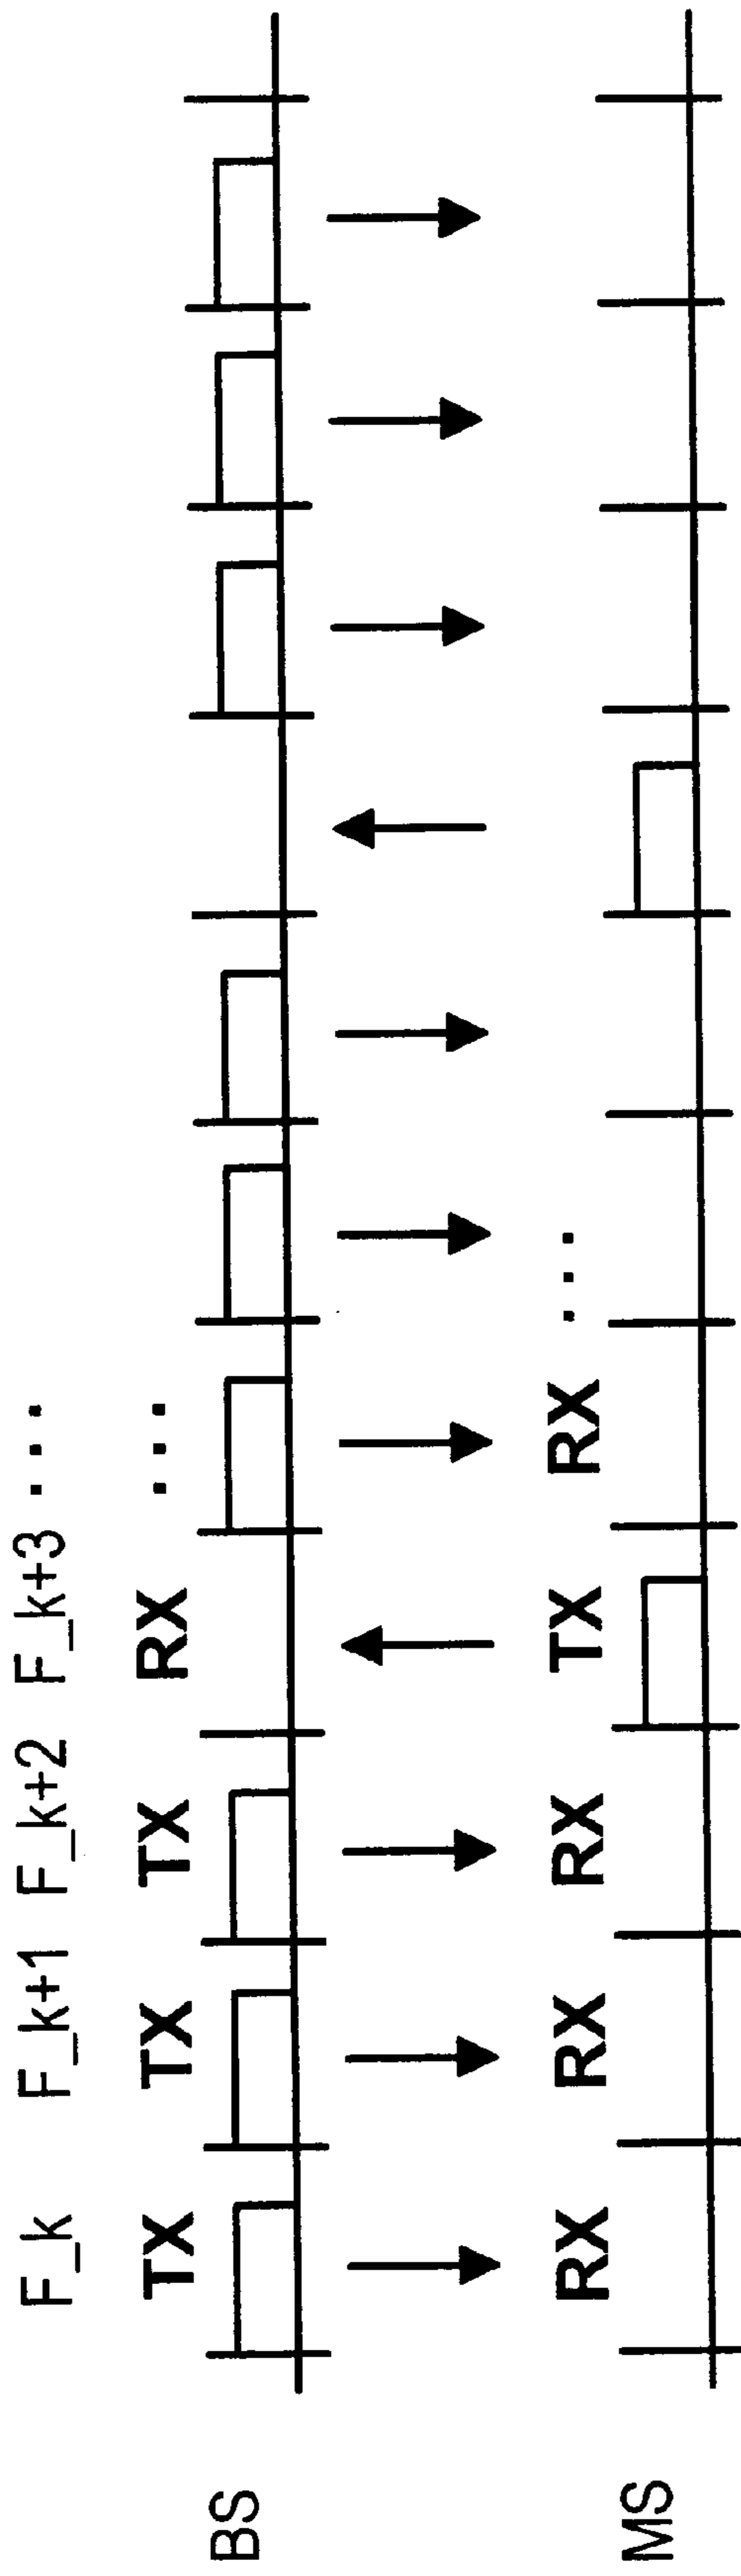 F_k F_k+1 F_k+2 F_k+3 ...
TX TX TX RX ...
BS
RX RX RX TX RX ...
MS